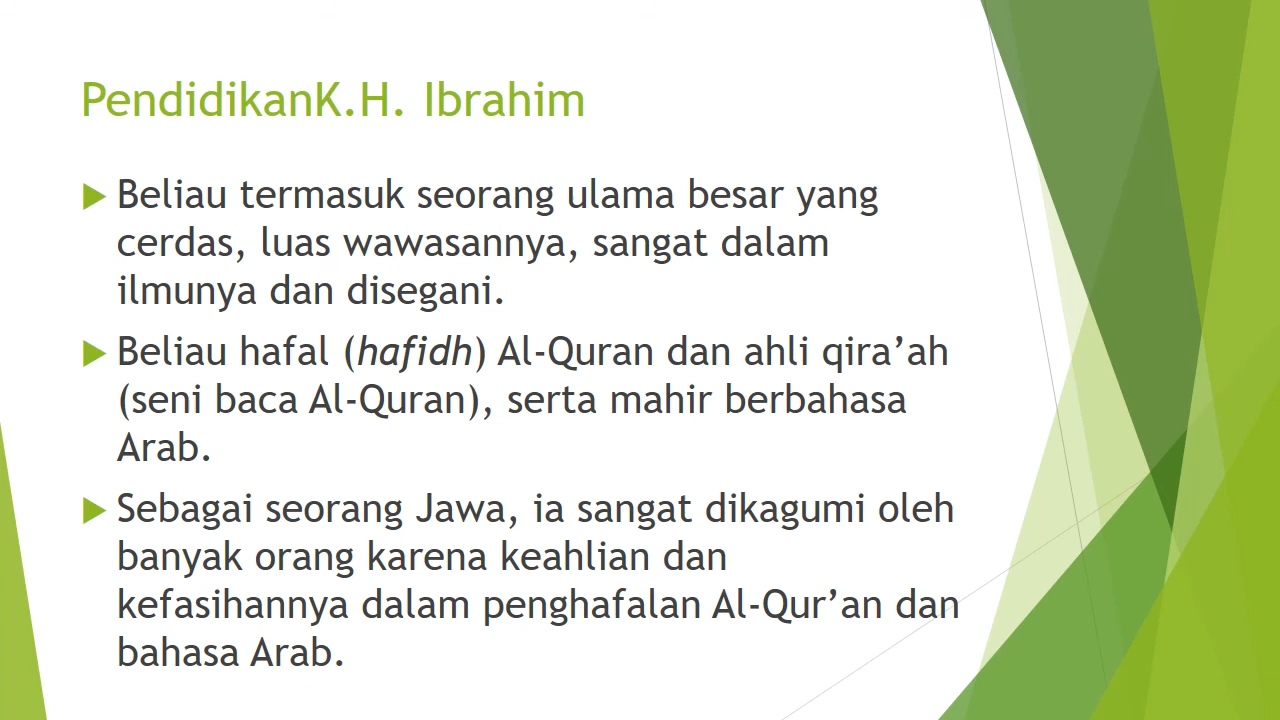 PendidikanK.H. Ibrahim
Beliau termasuk seorang ulama besar yang
cerdas, luas wawasannya, sangat dalam
ilmunya dan disegani.
Beliau hafal (hafidh) Al-Quran dan ahli qira’ah
(seni baca Al-Quran), serta mahir berbahasa
Arab.
Sebagai seorang Jawa, ia sangat dikagumi oleh
banyak orang karena keahlian dan
kefasihannya dalam penghafalan Al-Qur’an dan
bahasa Arab.